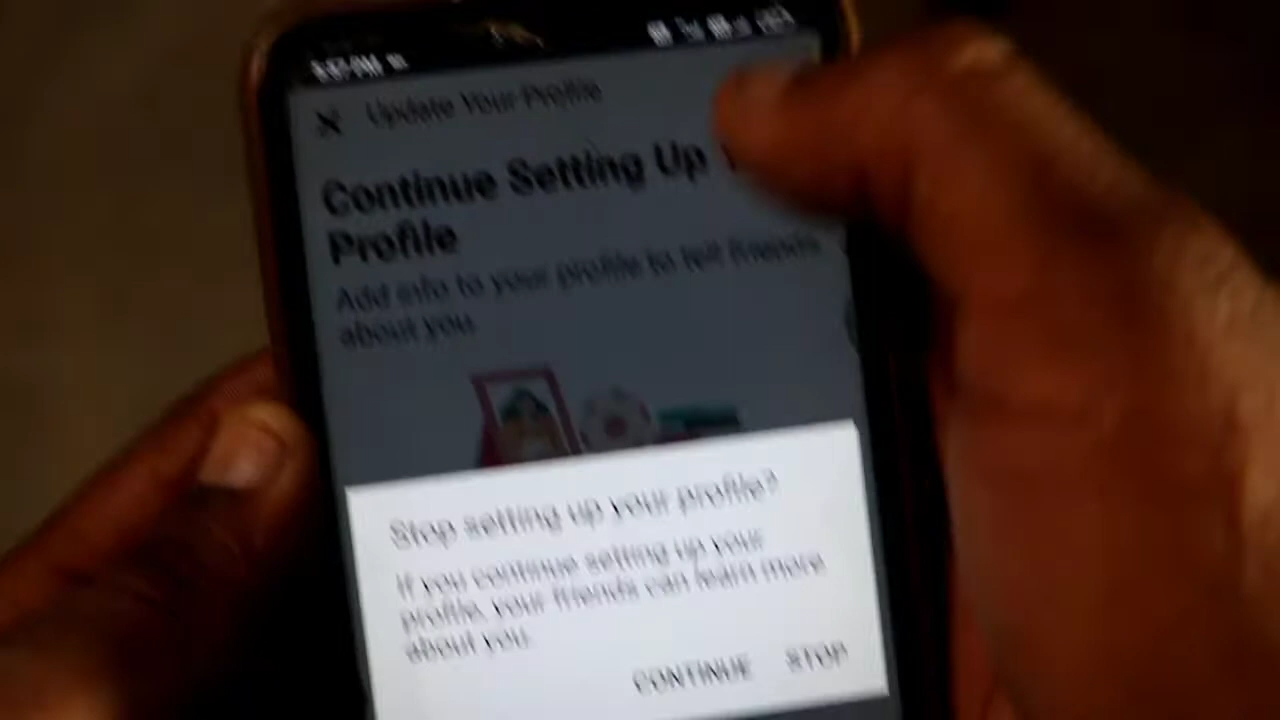 Update Your Profile
Continue Setting Up
Profile
Add info to your profile to tell friends
about you
Stop setting up your profile?
If you continue setting up your
profile, your friends can learn more
about you.
CONTINUE STOP